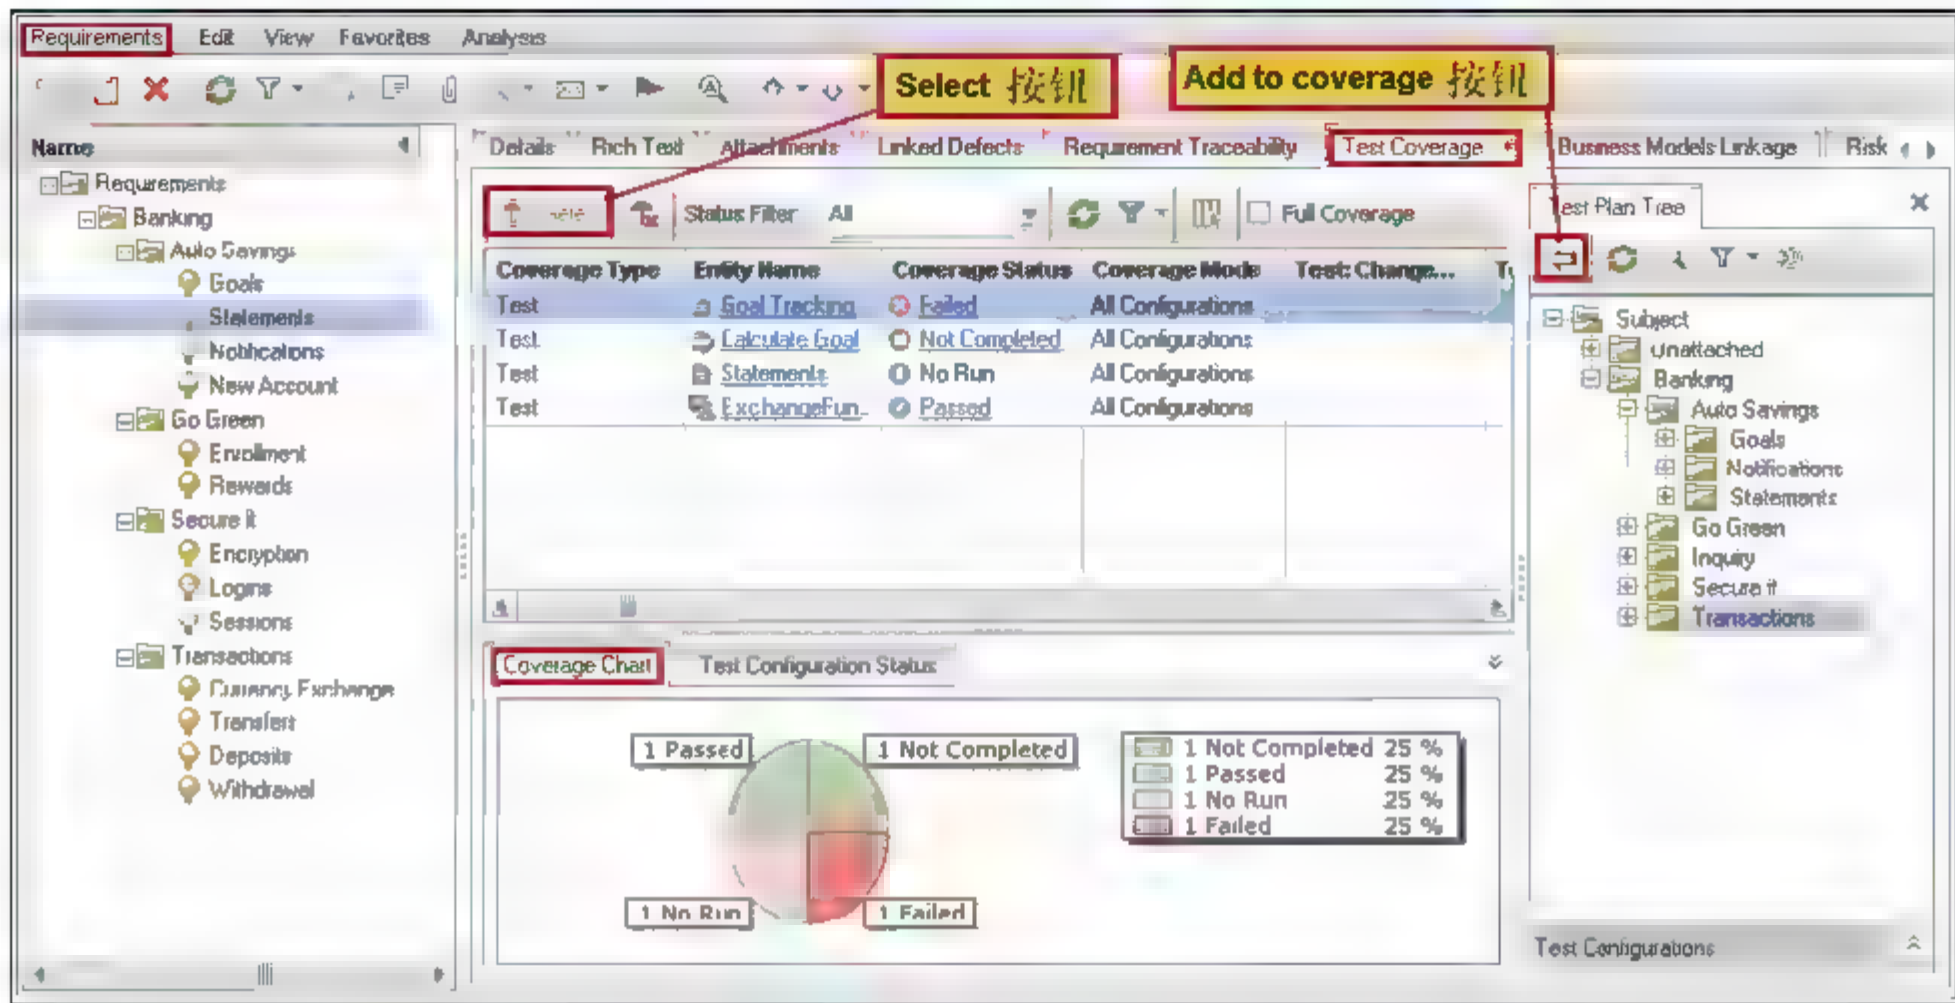 Requirements Edit View Favorites Analysis
Select 按钮
Add to coverage 按钮
Name
Requirements
Banking
Auto Savings
Goals
Statements
Notifications
New Account
Go Green
Enrollment
Rewards
Secure it
Encryption
Logins
Sessions
Transactions
Currency Exchange
Transfers
Deposits
Withdrawal
Details Rich Text Attachments Linked Defects Requirement Traceability Test Coverage Business Models Linkage Risk
Status Filter All Full Coverage
Coverage Type Entity Name Coverage Status Coverage Mode Test: Change...
Test Goal Tracking Failed All Configurations
Test Calculate Goal Not Completed All Configurations
Test Statements No Run All Configurations
Test ExchangeFun... Passed All Configurations
Coverage Chart Test Configuration Status
1 Passed
1 Not Completed
1 No Run
1 Failed
1 Not Completed 25 %
1 Passed 25 %
1 No Run 25 %
1 Failed 25 %
Test Plan Tree
Subject
Unattached
Banking
Auto Savings
Goals
Notifications
Statements
Go Green
Inquiry
Secure it
Transactions
Test Configurations